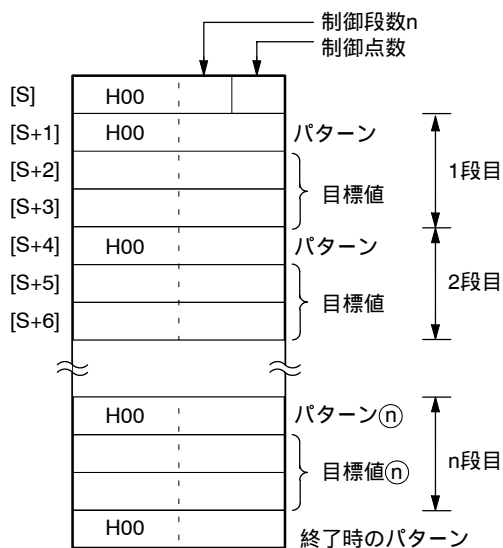 制御段数n
制御点数
[S] H00
[S+1] H00 パターン
[S+2]
1段目
目標値
[S+3]
[S+4] H00 パターン
[S+5]
2段目
目標値
[S+6]
H00 パターンⓝ
n段目
目標値ⓝ
H00 終了時のパターン